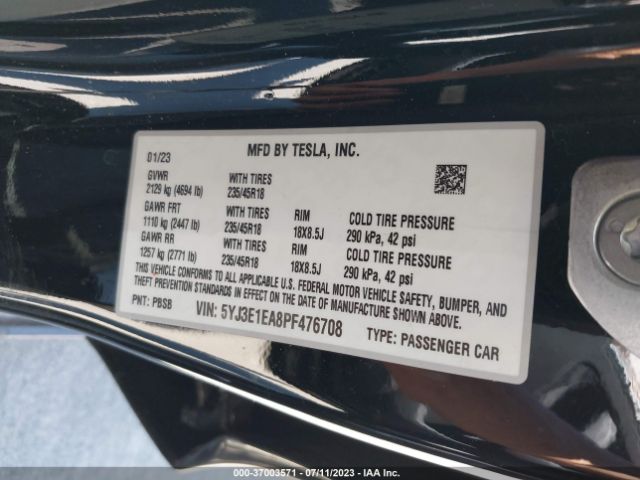 01/23 MFD BY TESLA, INC.
GVWR WITH TIRES
2129 kg (4694 lb) 235/45R18
GAWR FRT WITH TIRES RIM COLD TIRE PRESSURE
1110 kg (2447 lb) 235/45R18 18X8.5J 290 kPa, 42 psi
GAWR RR WITH TIRES RIM COLD TIRE PRESSURE
1257 kg (2771 lb) 235/45R18 18X8.5J 290 kPa, 42 psi
THIS VEHICLE CONFORMS TO ALL APPLICABLE U.S. FEDERAL MOTOR VEHICLE SAFETY, BUMPER, AND
THEFT PREVENTION STANDARDS IN EFFECT ON THE DATE OF MANUFACTURE SHOWN ABOVE.
PNT: PBSB VIN: 5YJ3E1EA8PF476708 TYPE: PASSENGER CAR
000-37003571 - 07/11/2023 - IAA Inc.